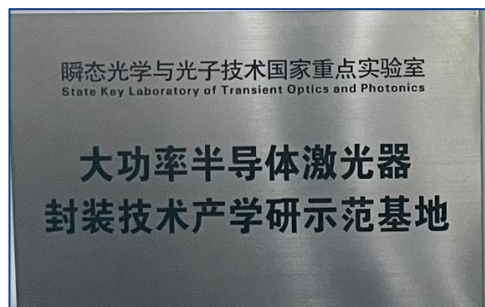 瞬态光学与光子技术国家重点实验室
State Key Laboratory of Transient Optics and Photonics
大功率半导体激光器
封装技术产学研示范基地